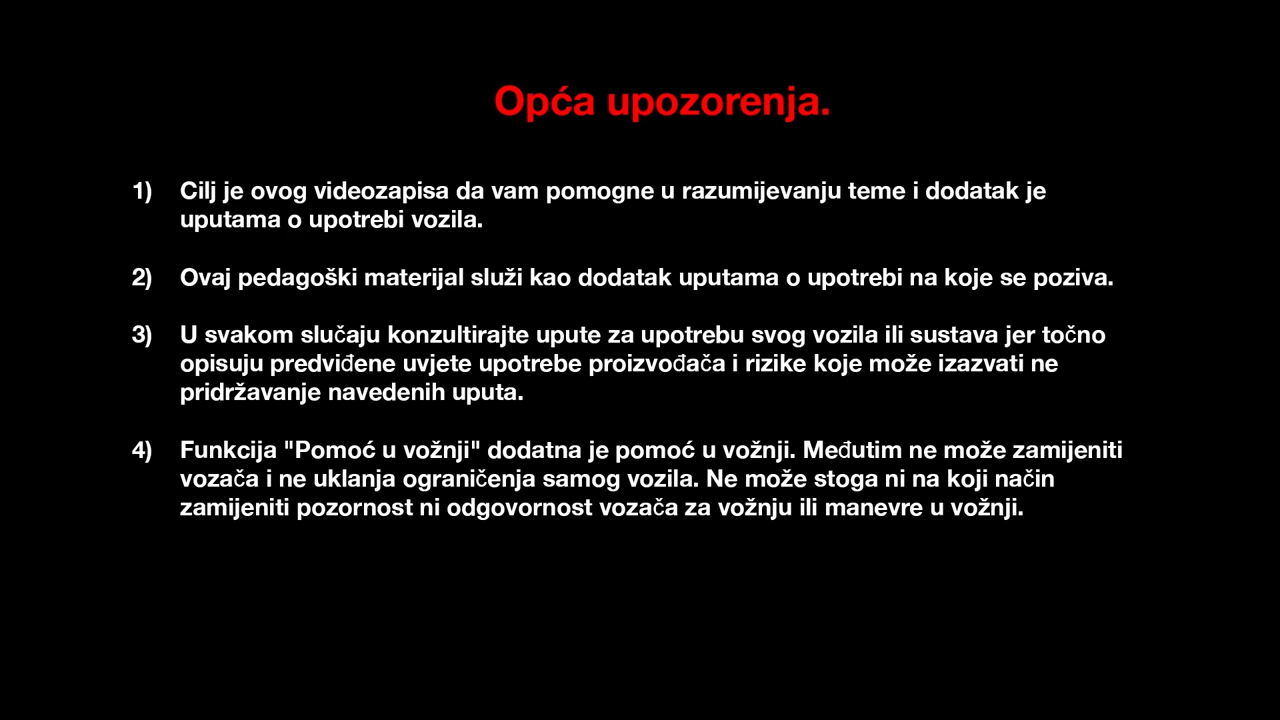 Opća upozorenja.
1) Cilj je ovog videozapisa da vam pomogne u razumijevanju teme i dodatak je
uputama o upotrebi vozila.
2) Ovaj pedagoški materijal služi kao dodatak uputama o upotrebi na koje se poziva.
3) U svakom slučaju konzultirajte upute za upotrebu svog vozila ili sustava jer točno
opisuju predviđene uvjete upotrebe proizvođača i rizike koje može izazvati ne
pridržavanje navedenih uputa.
4) Funkcija "Pomoć u vožnji" dodatna je pomoć u vožnji. Međutim ne može zamijeniti
vozača i ne uklanja ograničenja samog vozila. Ne može stoga ni na koji način
zamijeniti pozornost ni odgovornost vozača za vožnju ili manevre u vožnji.